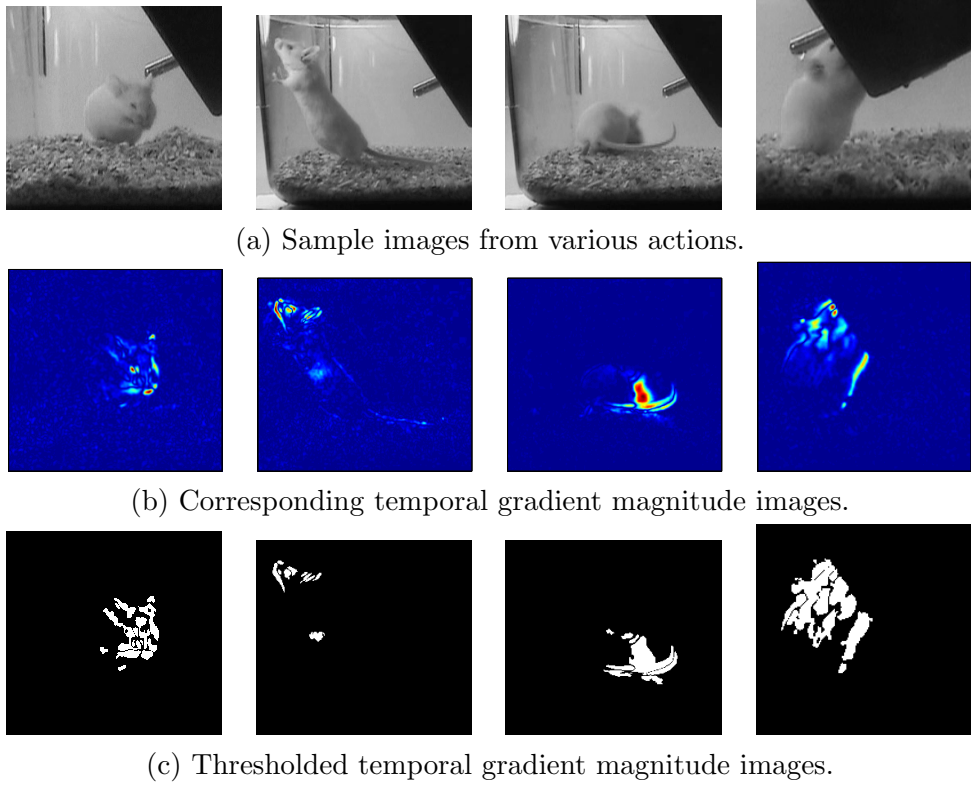 (a) Sample images from various actions.
(b) Corresponding temporal gradient magnitude images.
(c) Thresholded temporal gradient magnitude images.